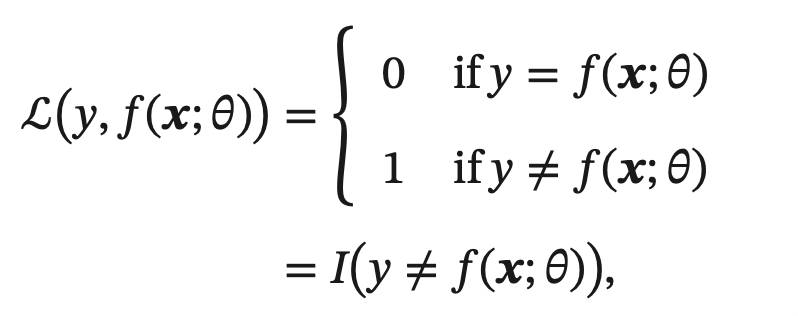 ℒ(y, f(x; θ)) = { 0 if y = f(x; θ)
1 if y ≠ f(x; θ)
= I(y ≠ f(x; θ)),